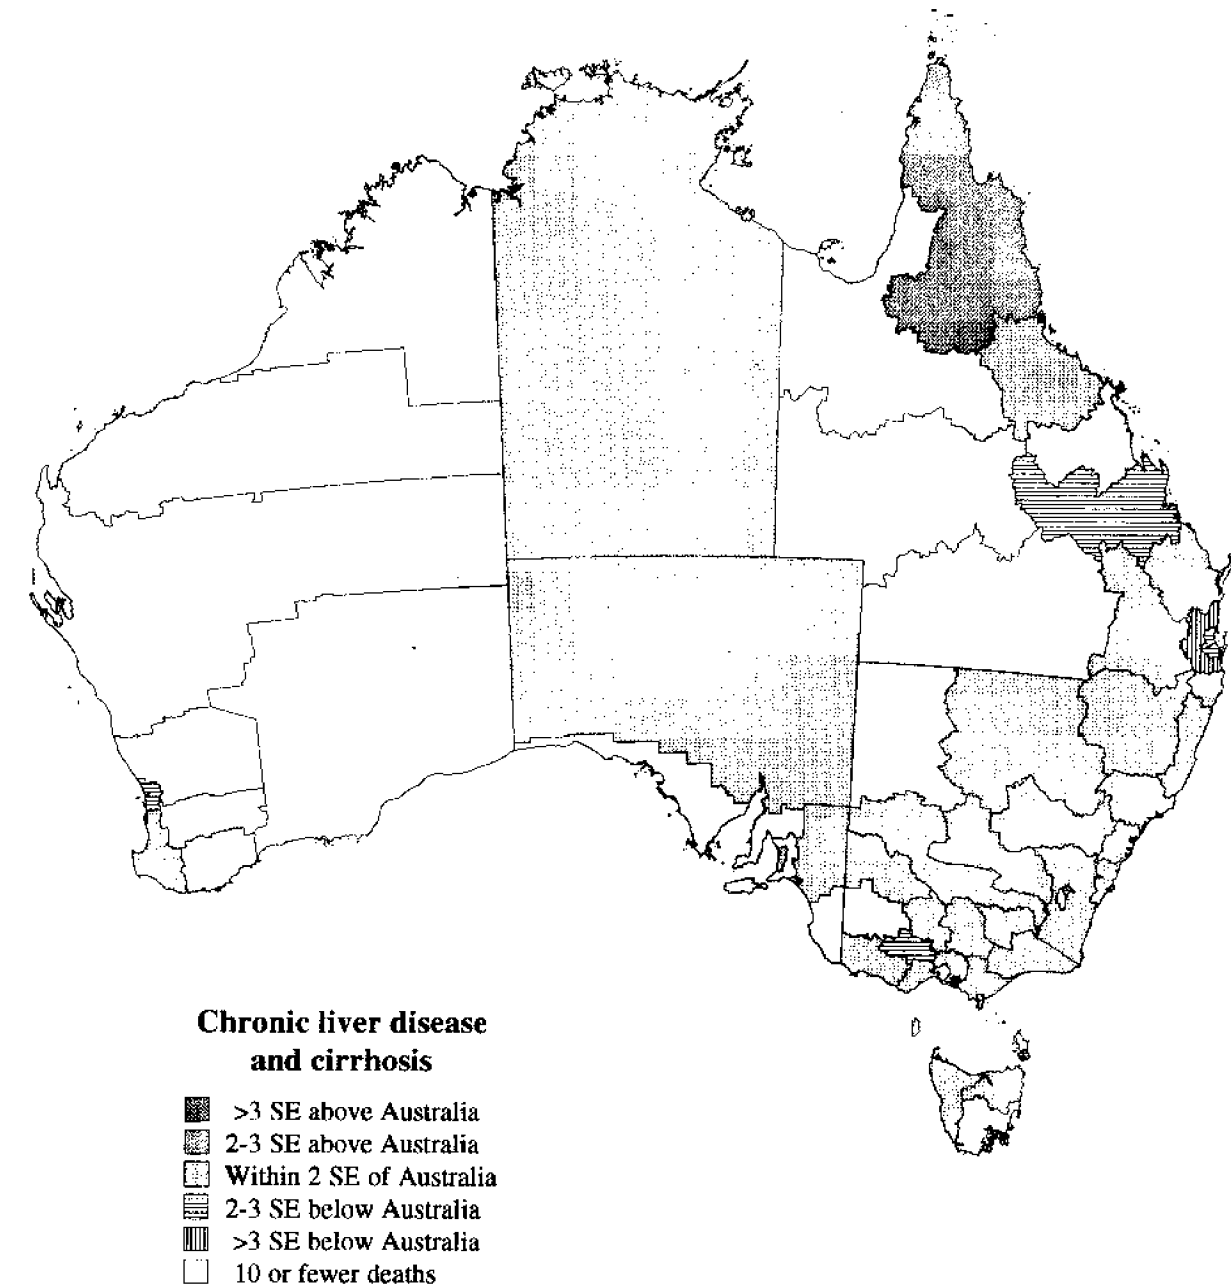 Chronic liver disease
and cirrhosis
>3 SE above Australia
2-3 SE above Australia
Within 2 SE of Australia
2-3 SE below Australia
>3 SE below Australia
10 or fewer deaths